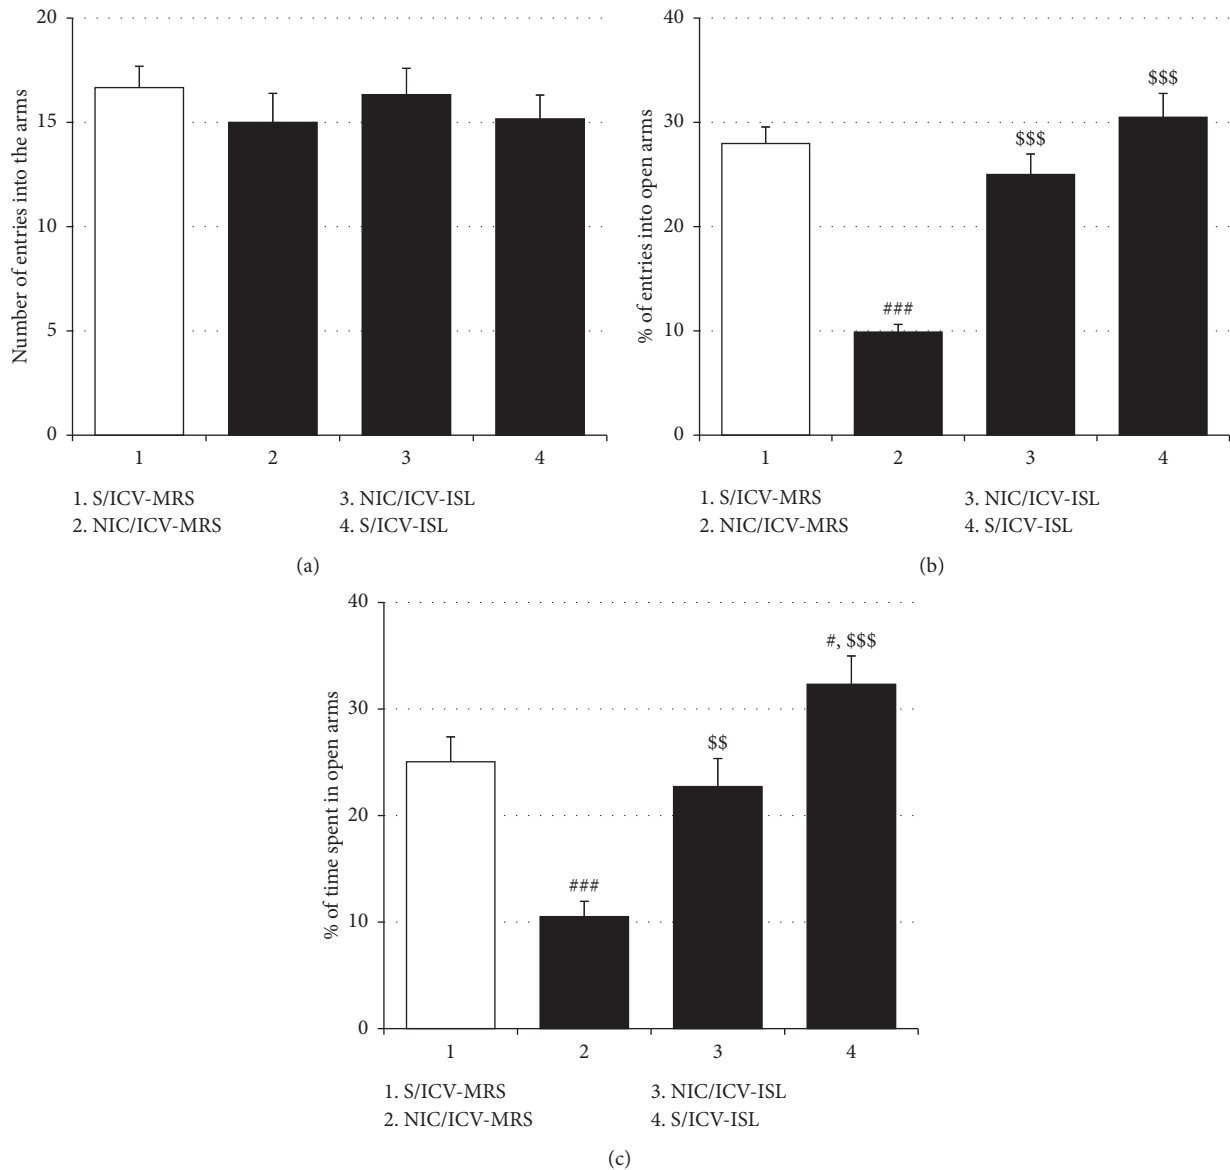 20
15
10
5
0
Number of entries into the arms
1 2 3 4
1. S/ICV-MRS 3. NIC/ICV-ISL
2. NIC/ICV-MRS 4. S/ICV-ISL
(a)
40
30
20
10
0
% of entries into open arms
###
$$$
$$$
1 2 3 4
1. S/ICV-MRS 3. NIC/ICV-ISL
2. NIC/ICV-MRS 4. S/ICV-ISL
(b)
40
30
20
10
0
% of time spent in open arms
###
$$
#, $$$
1 2 3 4
1. S/ICV-MRS 3. NIC/ICV-ISL
2. NIC/ICV-MRS 4. S/ICV-ISL
(c)